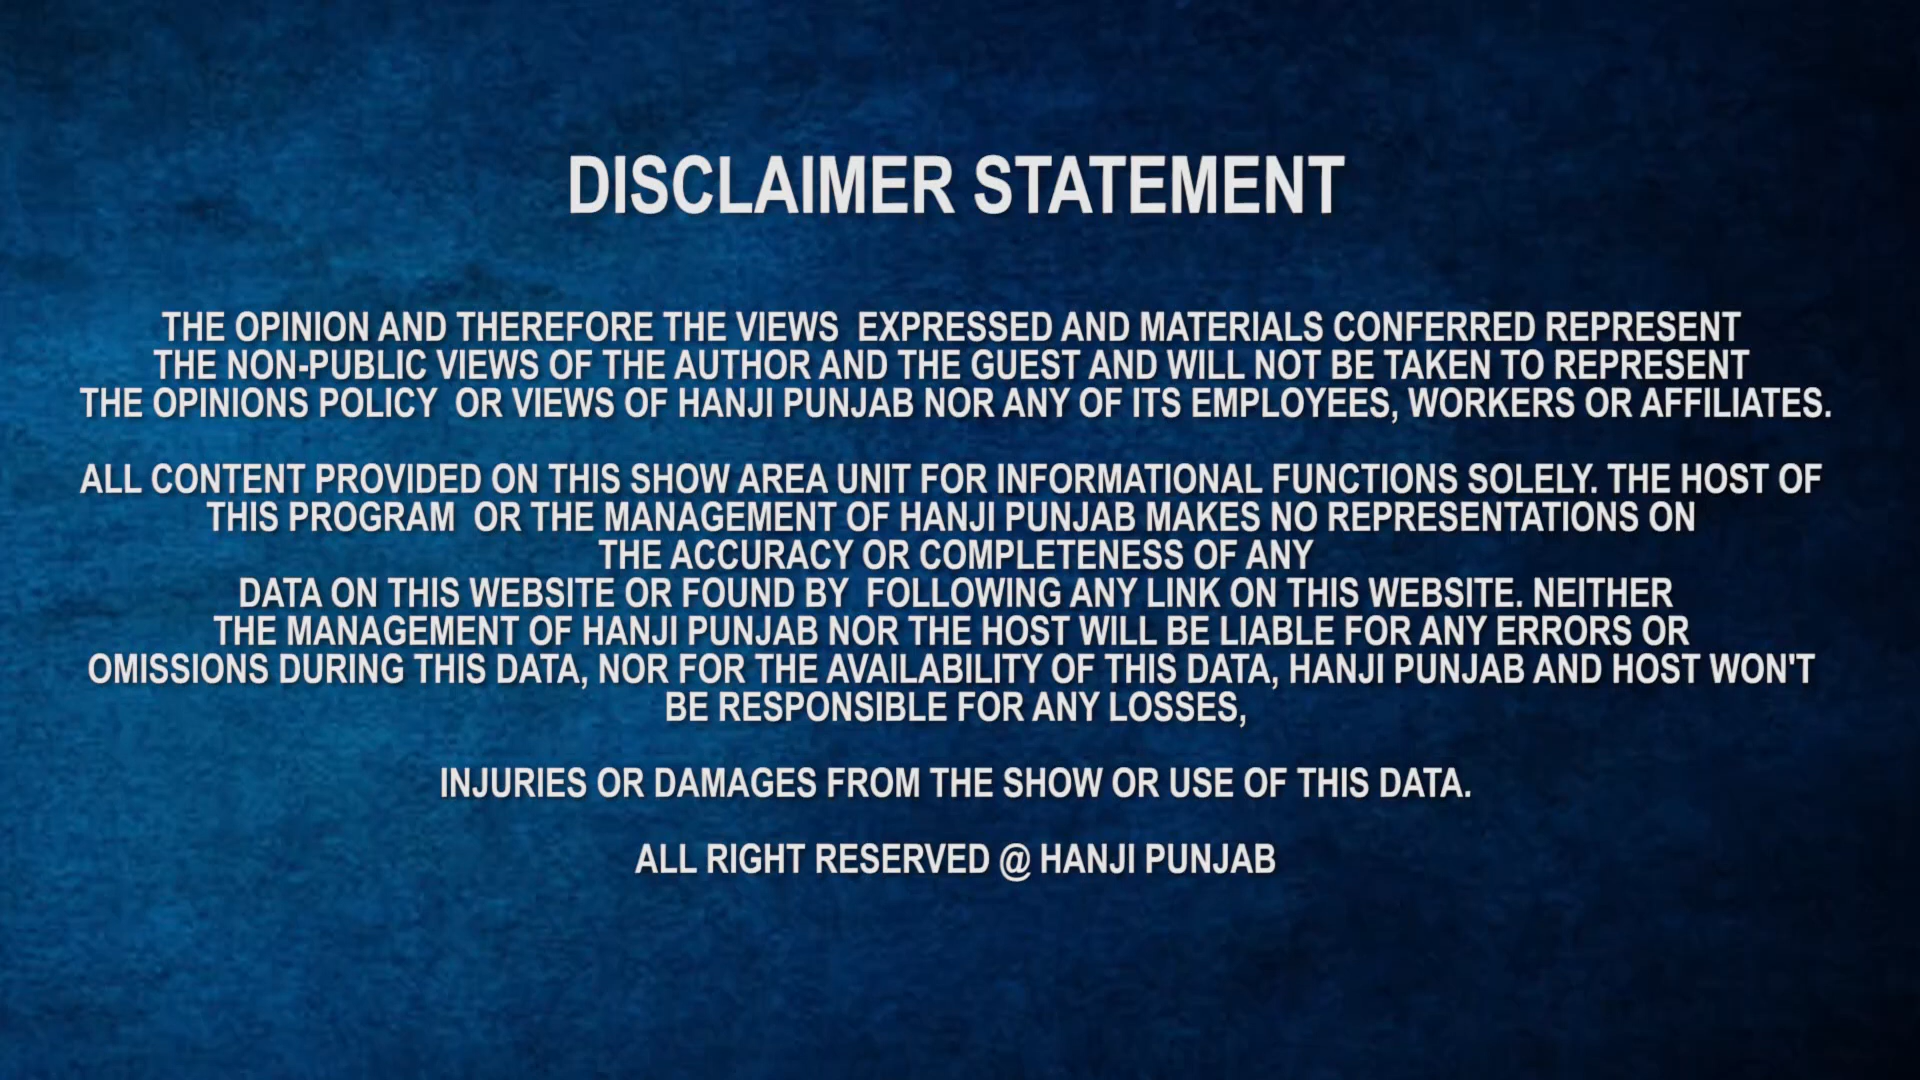 DISCLAIMER STATEMENT
THE OPINION AND THEREFORE THE VIEWS  EXPRESSED AND MATERIALS CONFERRED REPRESENT
THE NON-PUBLIC VIEWS OF THE AUTHOR AND THE GUEST AND WILL NOT BE TAKEN TO REPRESENT
THE OPINIONS POLICY  OR VIEWS OF HANJI PUNJAB NOR ANY OF ITS EMPLOYEES, WORKERS OR AFFILIATES.
ALL CONTENT PROVIDED ON THIS SHOW AREA UNIT FOR INFORMATIONAL FUNCTIONS SOLELY. THE HOST OF
THIS PROGRAM  OR THE MANAGEMENT OF HANJI PUNJAB MAKES NO REPRESENTATIONS ON
THE ACCURACY OR COMPLETENESS OF ANY
DATA ON THIS WEBSITE OR FOUND BY  FOLLOWING ANY LINK ON THIS WEBSITE. NEITHER
THE MANAGEMENT OF HANJI PUNJAB NOR THE HOST WILL BE LIABLE FOR ANY ERRORS OR
OMISSIONS DURING THIS DATA, NOR FOR THE AVAILABILITY OF THIS DATA, HANJI PUNJAB AND HOST WON'T
BE RESPONSIBLE FOR ANY LOSSES,
INJURIES OR DAMAGES FROM THE SHOW OR USE OF THIS DATA.
ALL RIGHT RESERVED @ HANJI PUNJAB